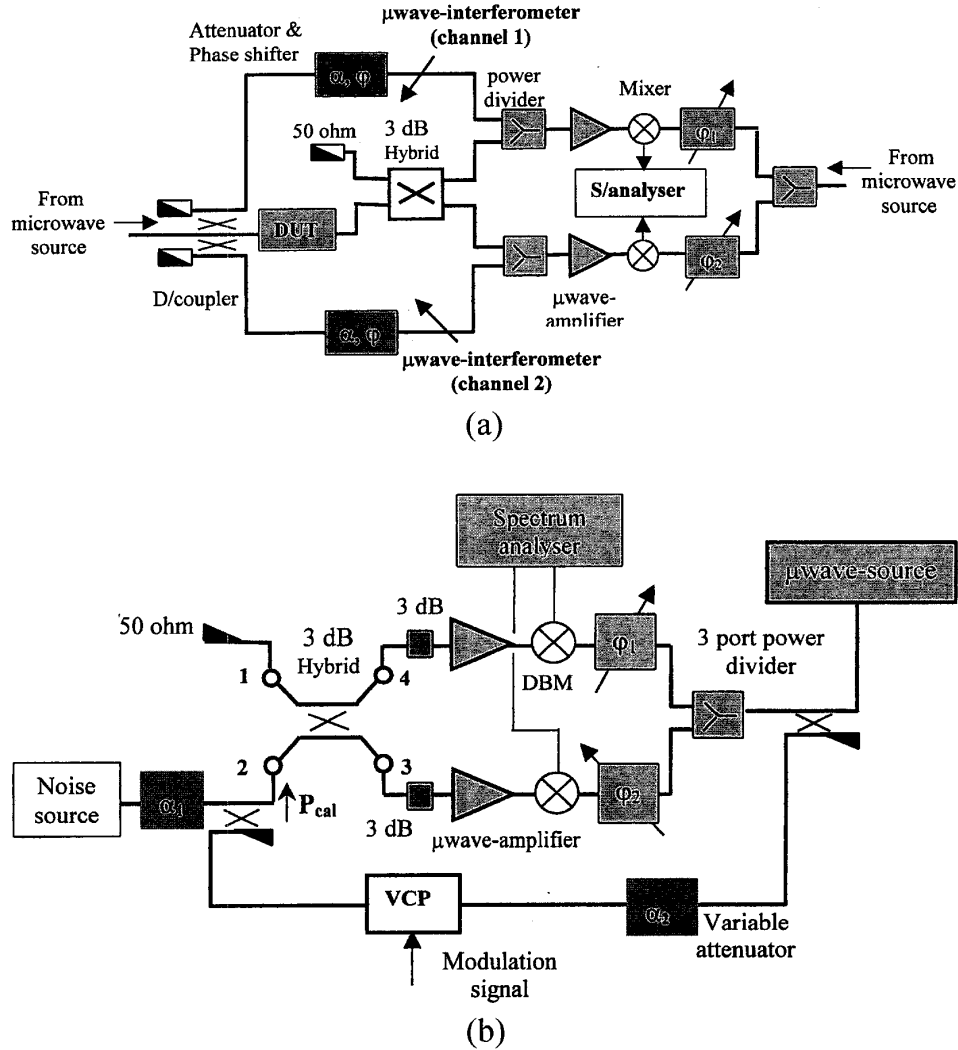 μwave-interferometer
(channel 1)
Attenuator &
Phase shifter
α, φ
power
divider
Mixer
50 ohm
3 dB
Hybrid
φ1
From
microwave
source
S/analyser
From
microwave
source
DUT
φ2
D/coupler
μwave-
amplifier
α, φ
μwave-interferometer
(channel 2)
(a)
Spectrum
analyser
μwave-source
50 ohm
3 dB
3 dB
Hybrid
φ1
3 port power
divider
1
4
DBM
2
3
Noise
source
α1
Pcal
3 dB
φ2
μwave-amplifier
VCP
α2
Variable
attenuator
Modulation
signal
(b)